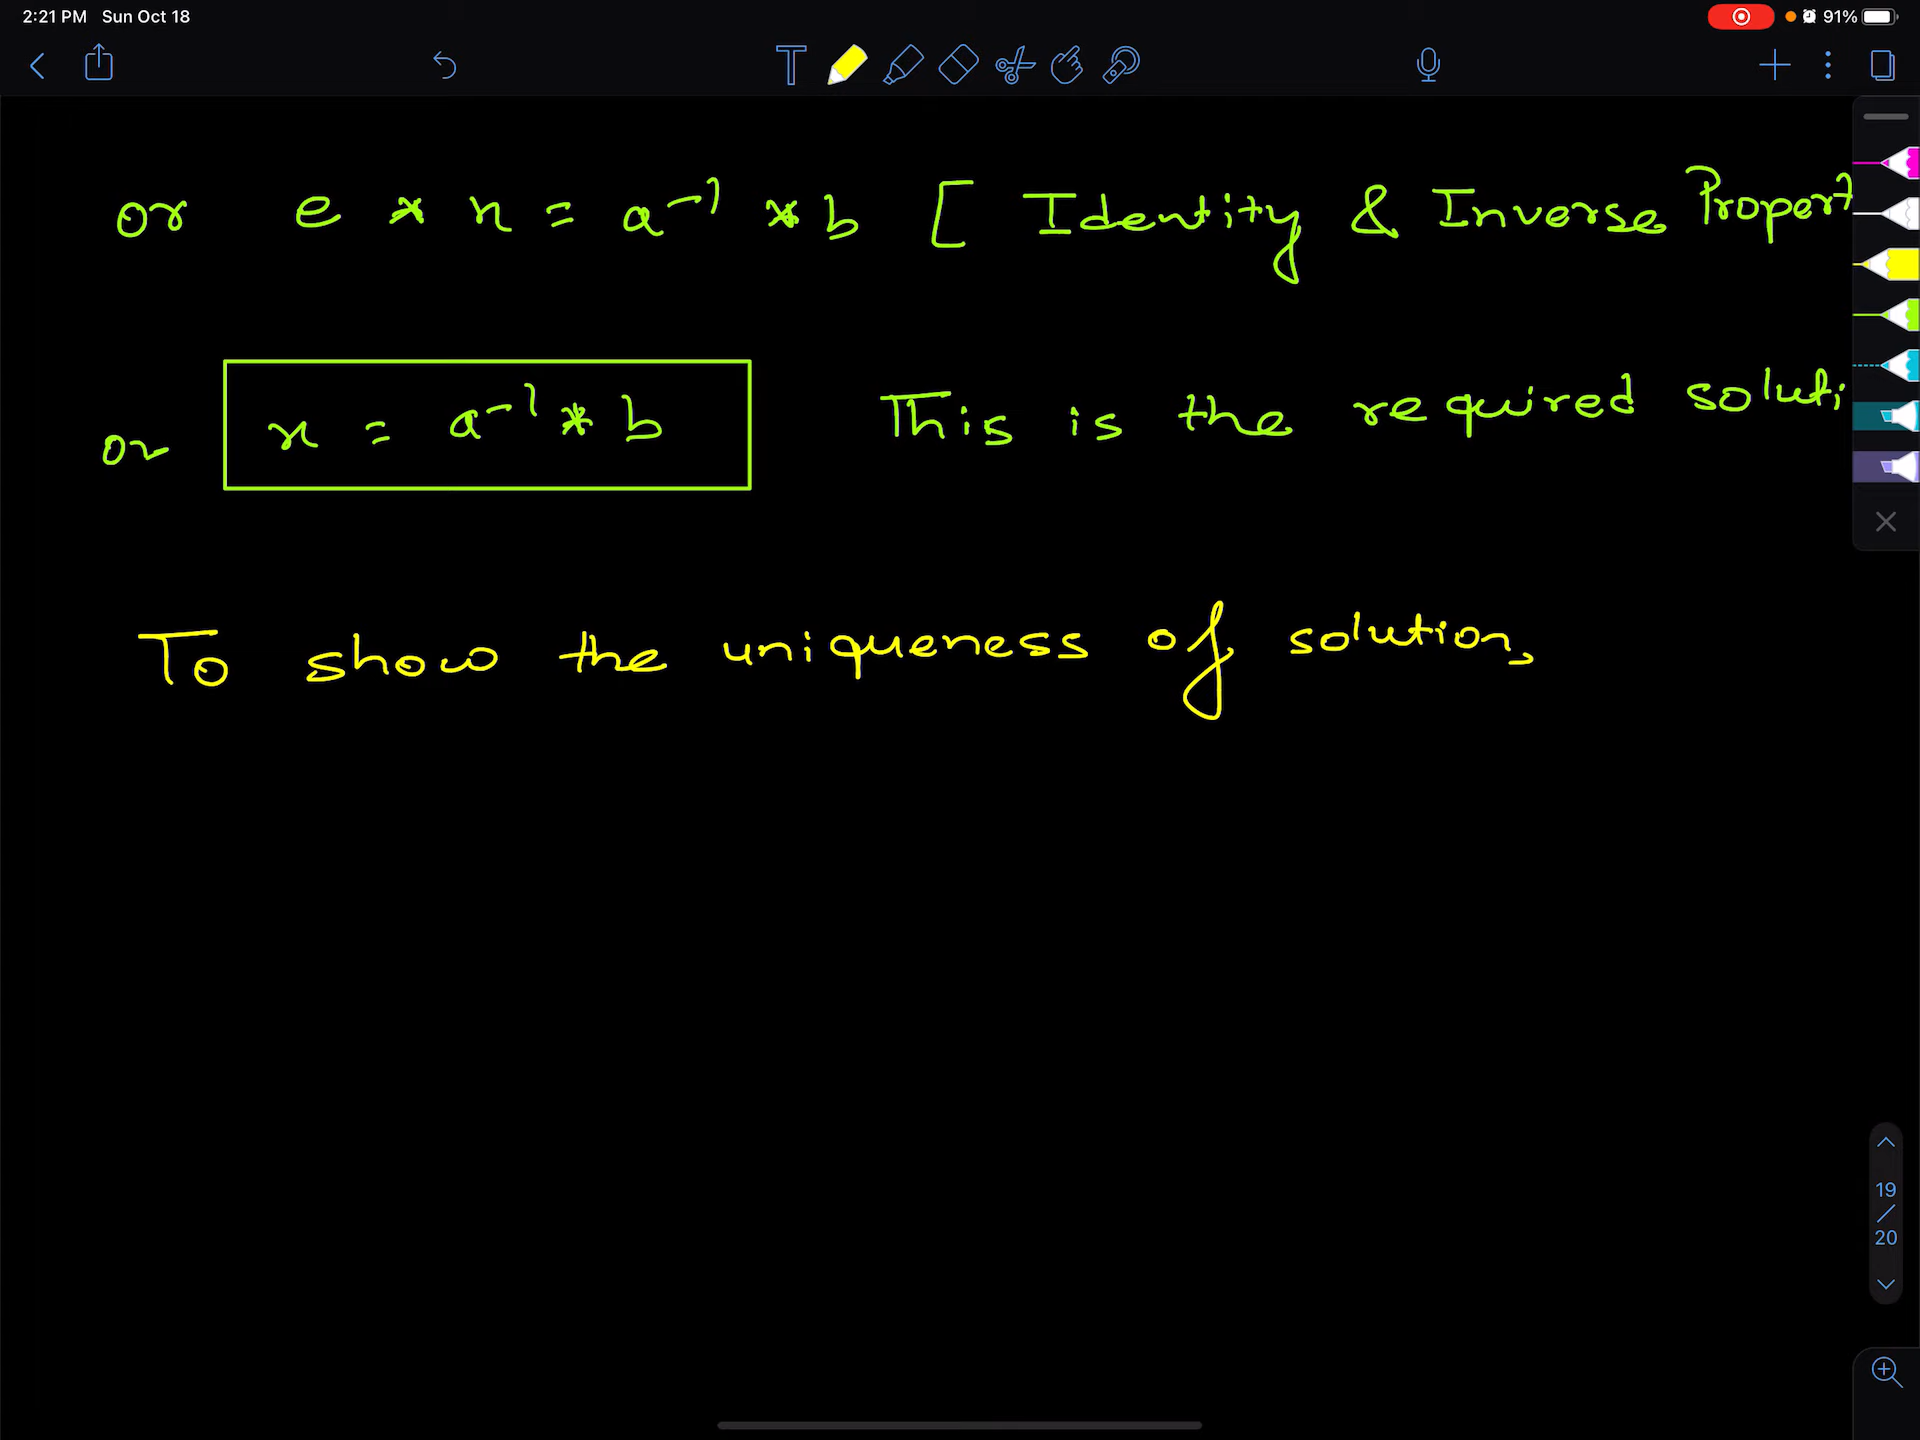 2:21 PM Sun Oct 18
91%
T
or e * x = a⁻¹ * b [ Identity & Inverse Propert
or x = a⁻¹ * b This is the required soluti
To show the uniqueness of solution,
19
/
20